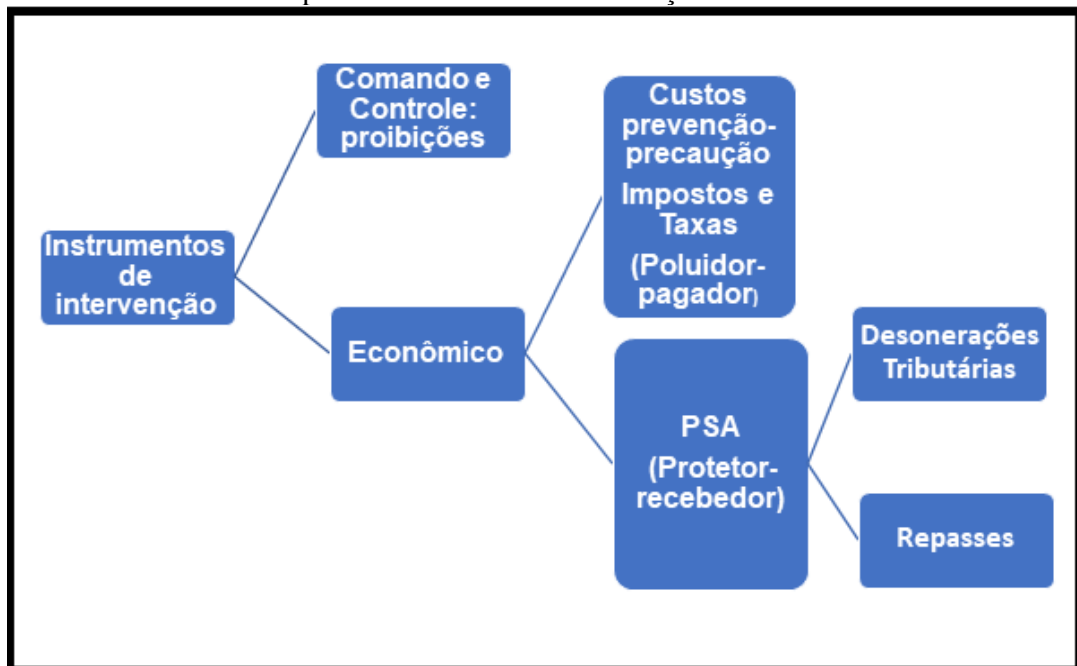 Comando e
Controle:
proibições
Custos
prevenção-
precaução
Impostos e
Taxas
(Poluidor-
pagador)
Instrumentos
de
intervenção
Econômico
Desonerações
Tributárias
PSA
(Protetor-
recebedor)
Repasses